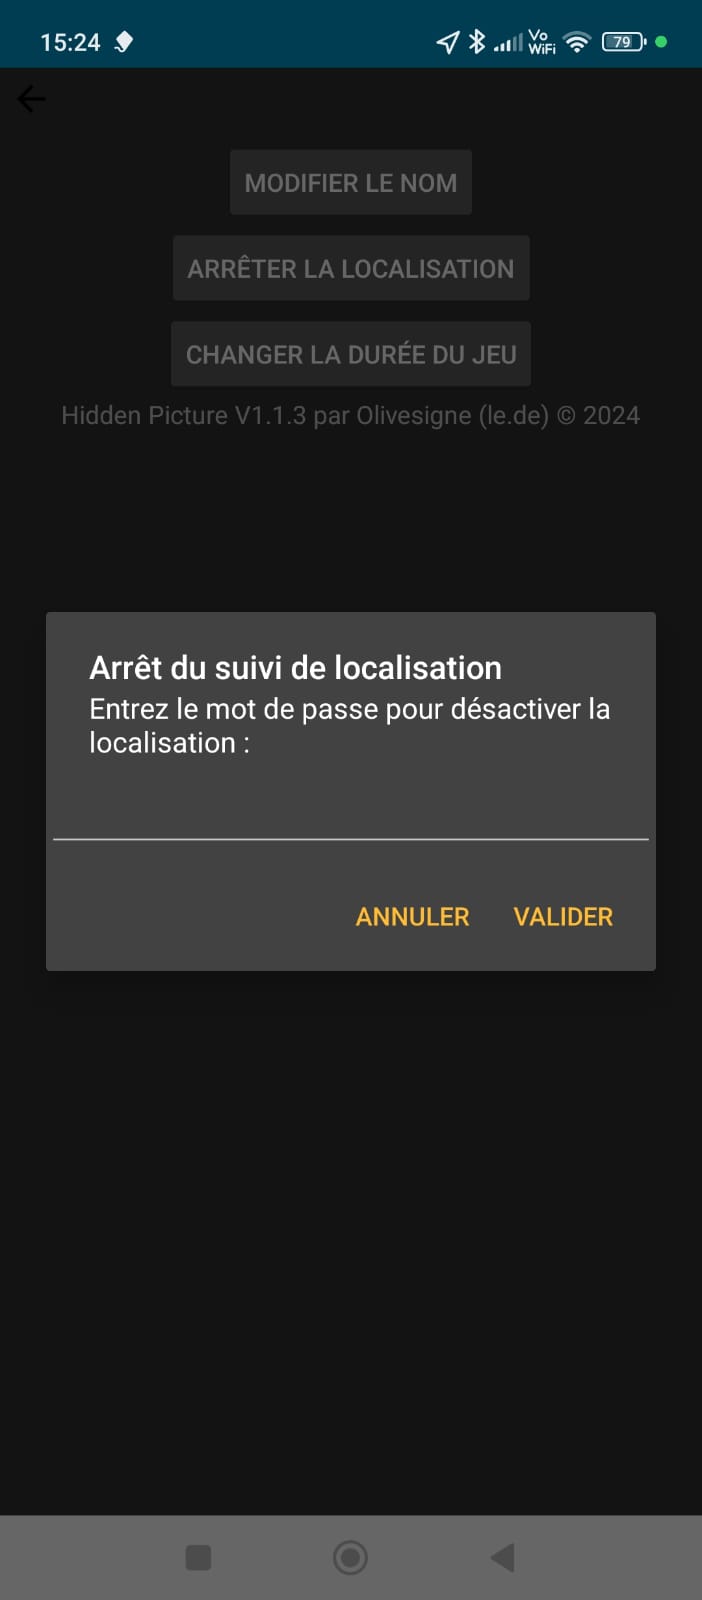 15:24
Vo
WiFi
79
MODIFIER LE NOM
ARRÊTER LA LOCALISATION
CHANGER LA DURÉE DU JEU
Hidden Picture V1.1.3 par Olivesigne (le.de) © 2024
Arrêt du suivi de localisation
Entrez le mot de passe pour désactiver la
localisation :
ANNULER VALIDER